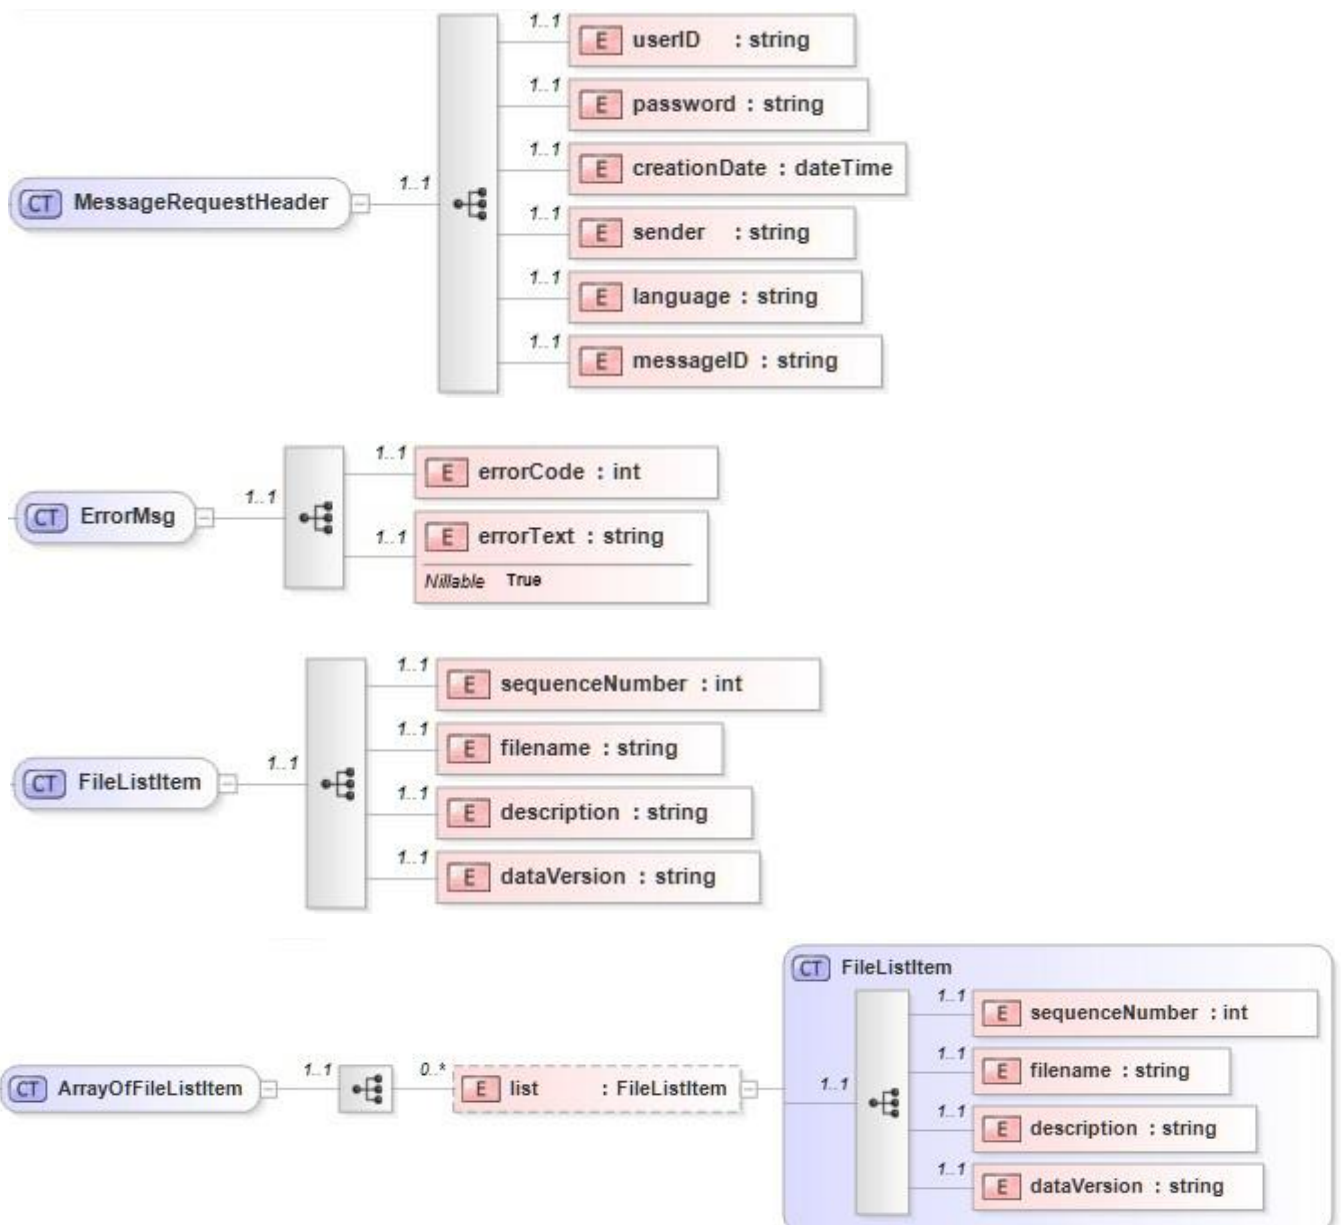 1..1
E userID : string
1..1
E password : string
1..1
E creationDate : dateTime
CT MessageRequestHeader
1..1
1..1
E sender : string
1..1
E language : string
1..1
E messageID : string
1..1
E errorCode : int
CT ErrorMsg
1..1
1..1
E errorText : string
Nillable True
1..1
E sequenceNumber : int
1..1
E filename : string
CT FileListItem
1..1
1..1
E description : string
1..1
E dataVersion : string
CT ArrayOfFileListItem
1..1
0..*
E list : FileListItem
CT FileListItem
1..1
1..1
E sequenceNumber : int
1..1
E filename : string
1..1
E description : string
1..1
E dataVersion : string